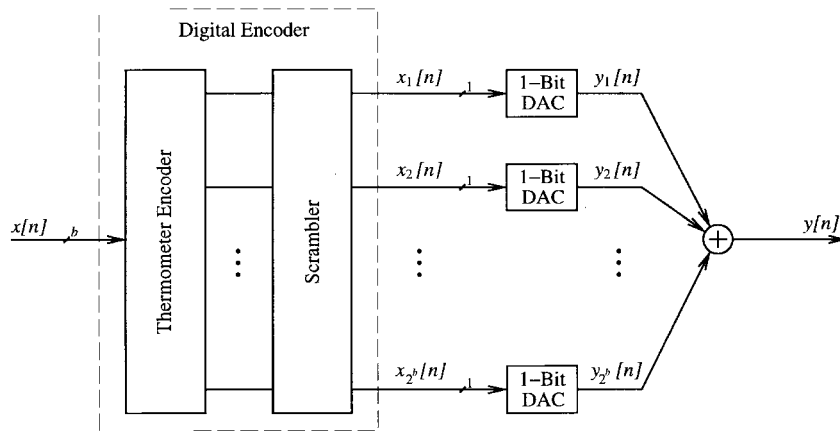 Digital Encoder
x[n]
b
Thermometer Encoder
Scrambler
x1[n]
1
1−Bit
DAC
y1[n]
x2[n]
1
1−Bit
DAC
y2[n]
+
y[n]
x2b[n]
1
1−Bit
DAC
y2b[n]